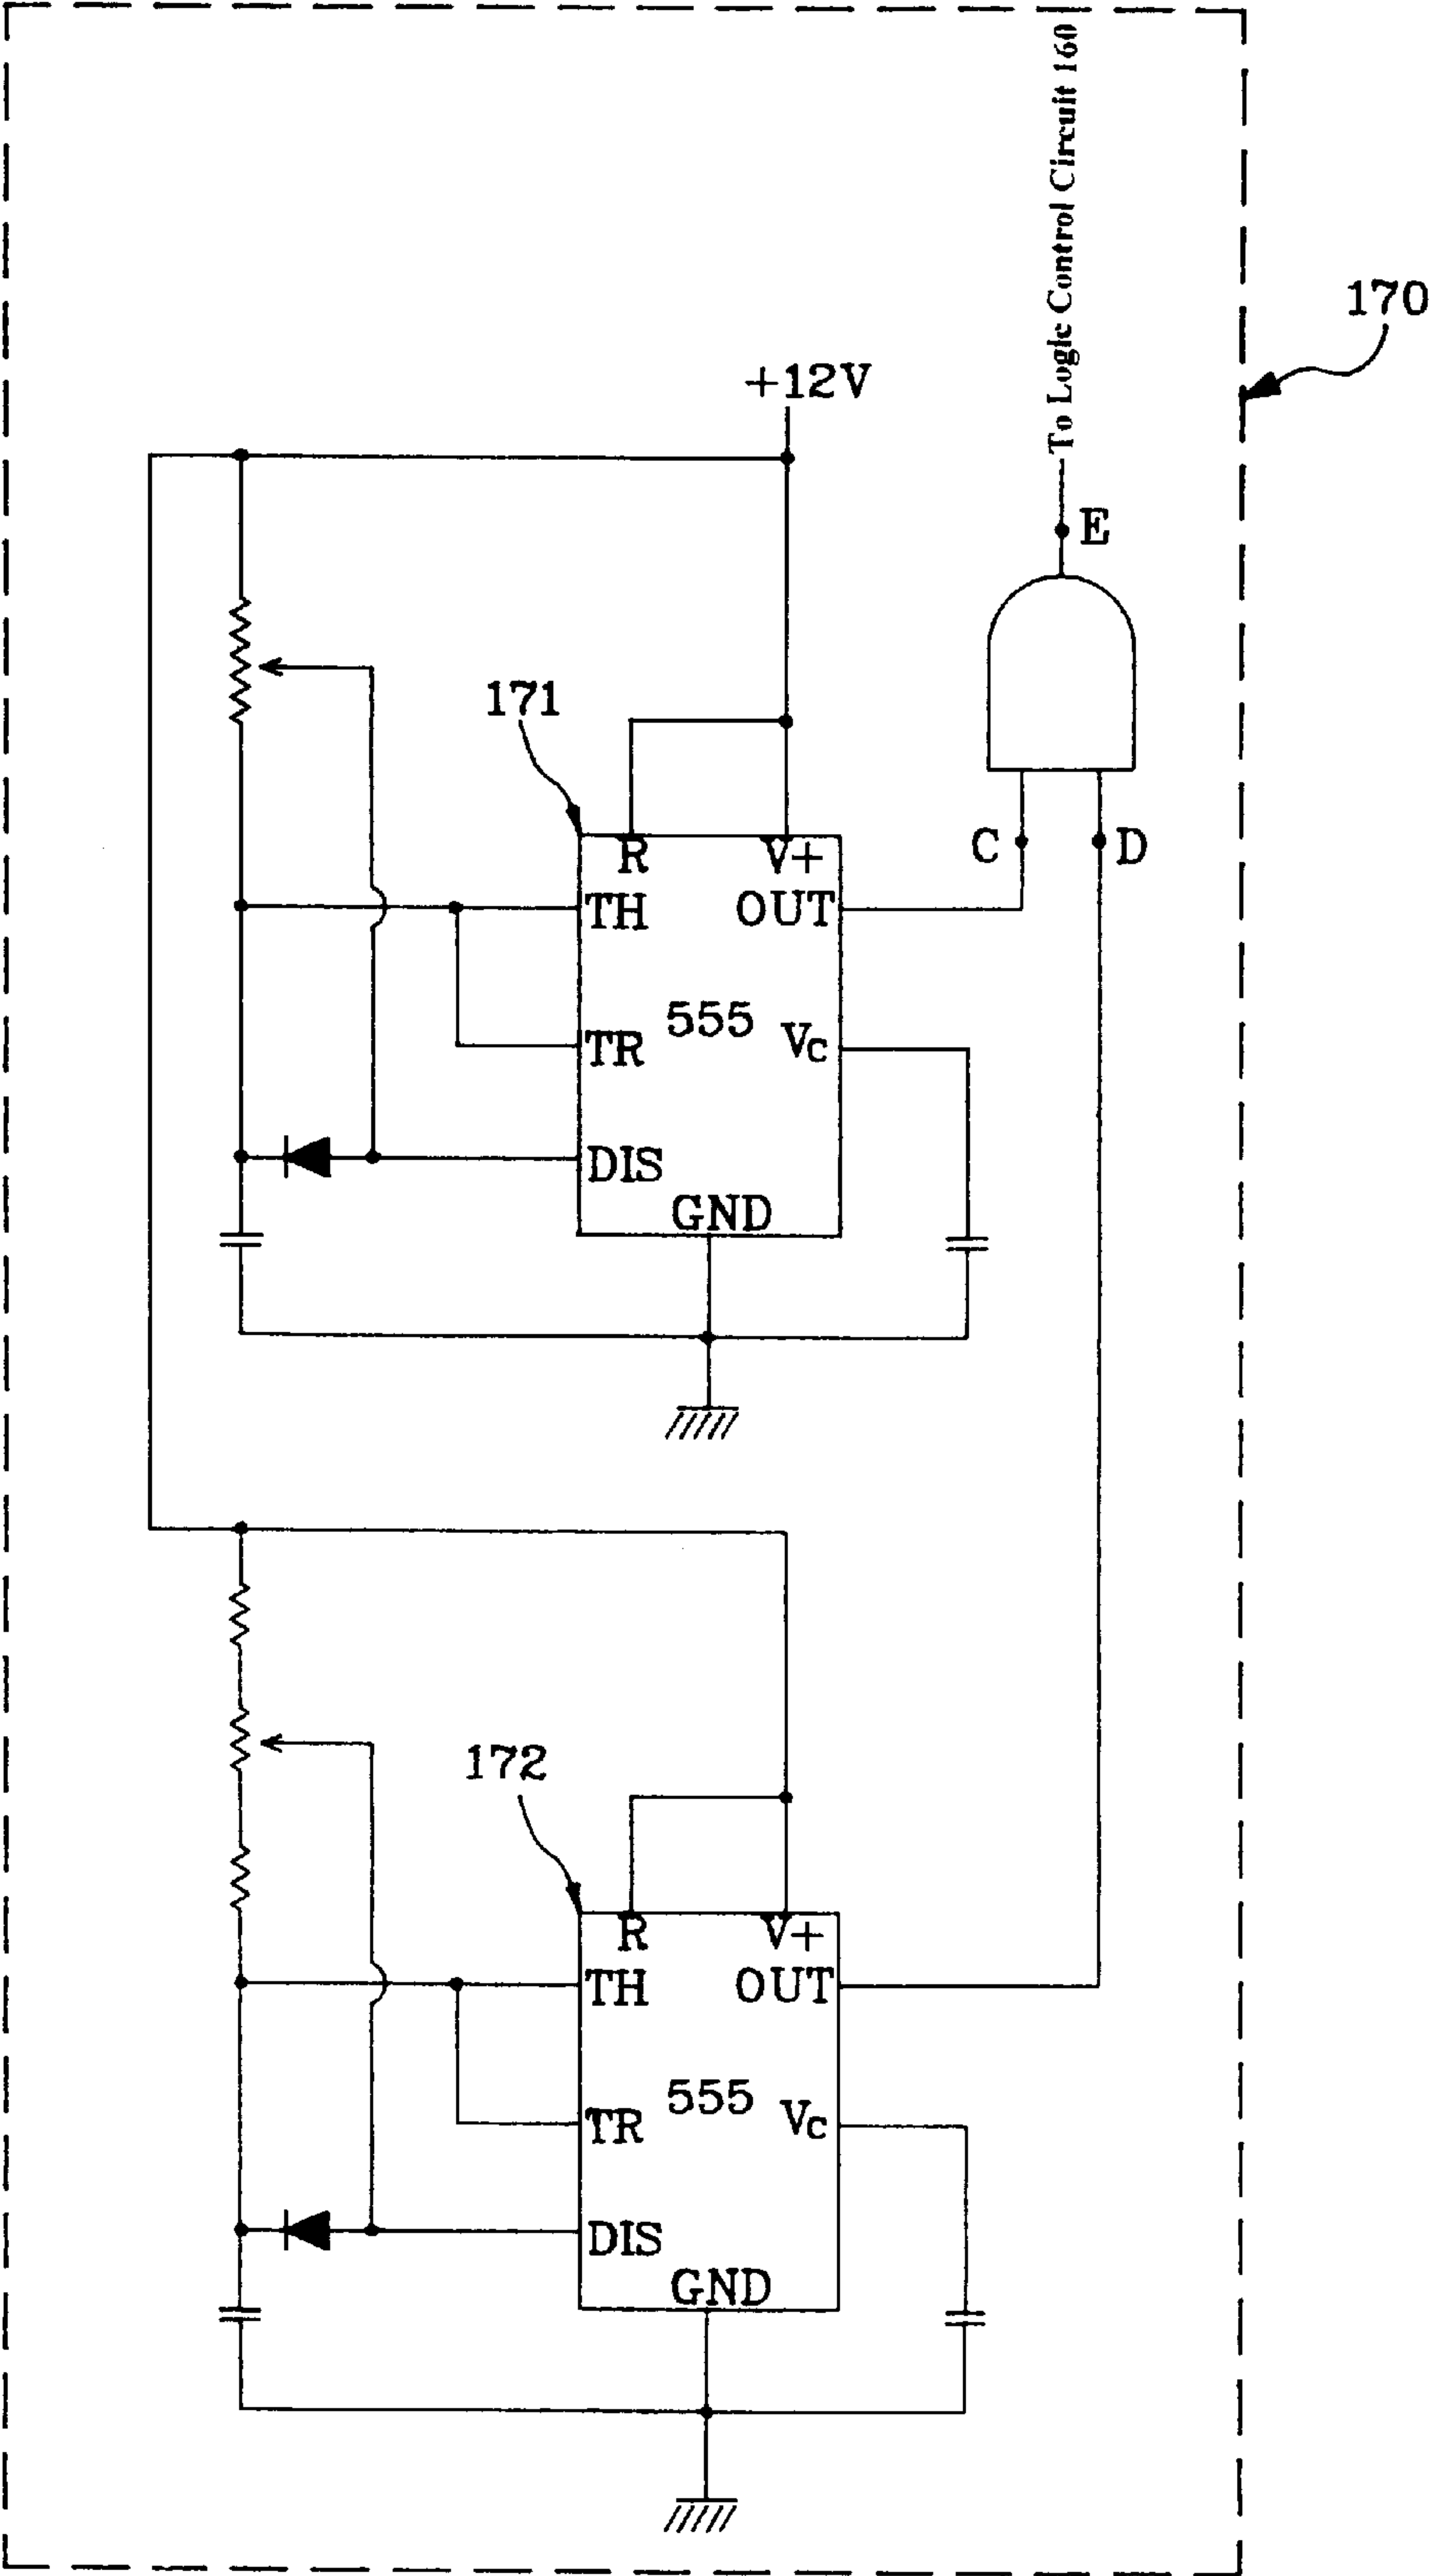 To Logic Control Circuit 160
170
+12V
E
171
C
D
R
V+
TH
OUT
555
TR
VC
DIS
GND
172
R
V+
TH
OUT
555
TR
VC
DIS
GND